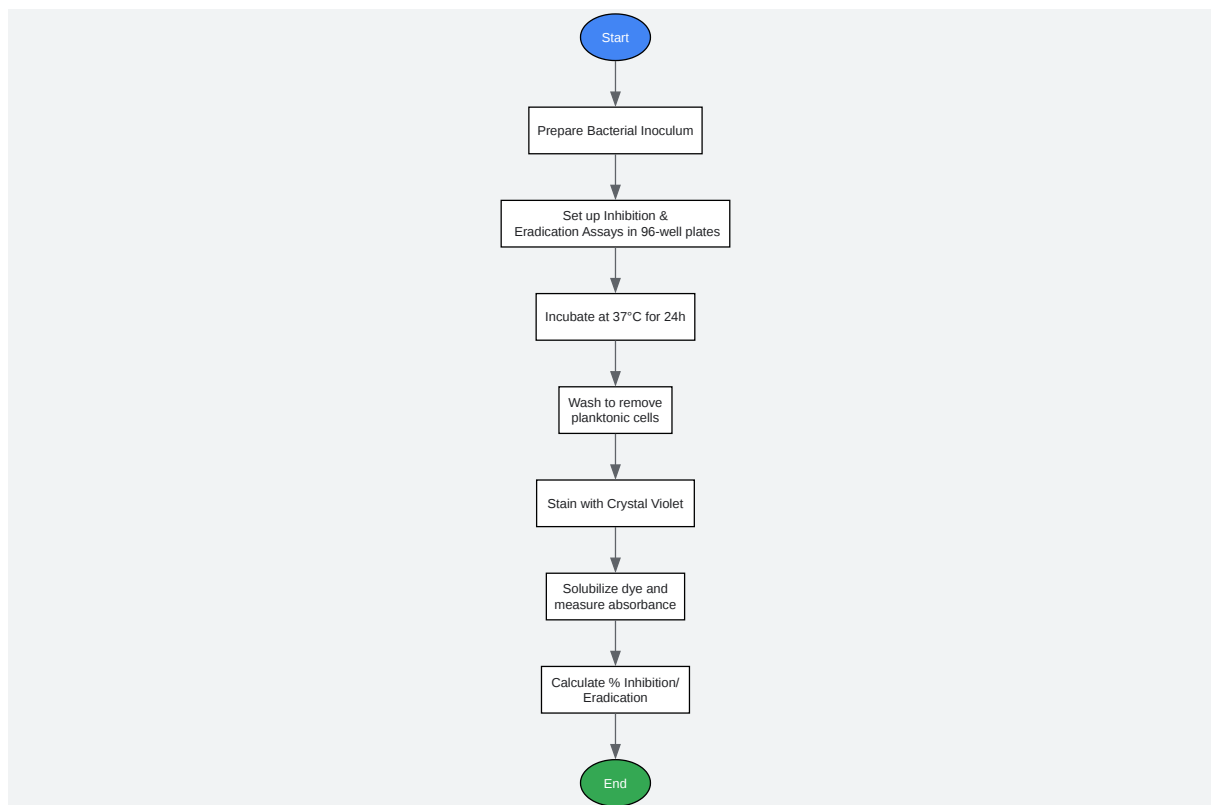 Start
Prepare Bacterial Inoculum
Set up Inhibition &
Eradication Assays in 96-well plates
Incubate at 37°C for 24h
Wash to remove
planktonic cells
Stain with Crystal Violet
Solubilize dye and
measure absorbance
Calculate % Inhibition/
Eradication
End